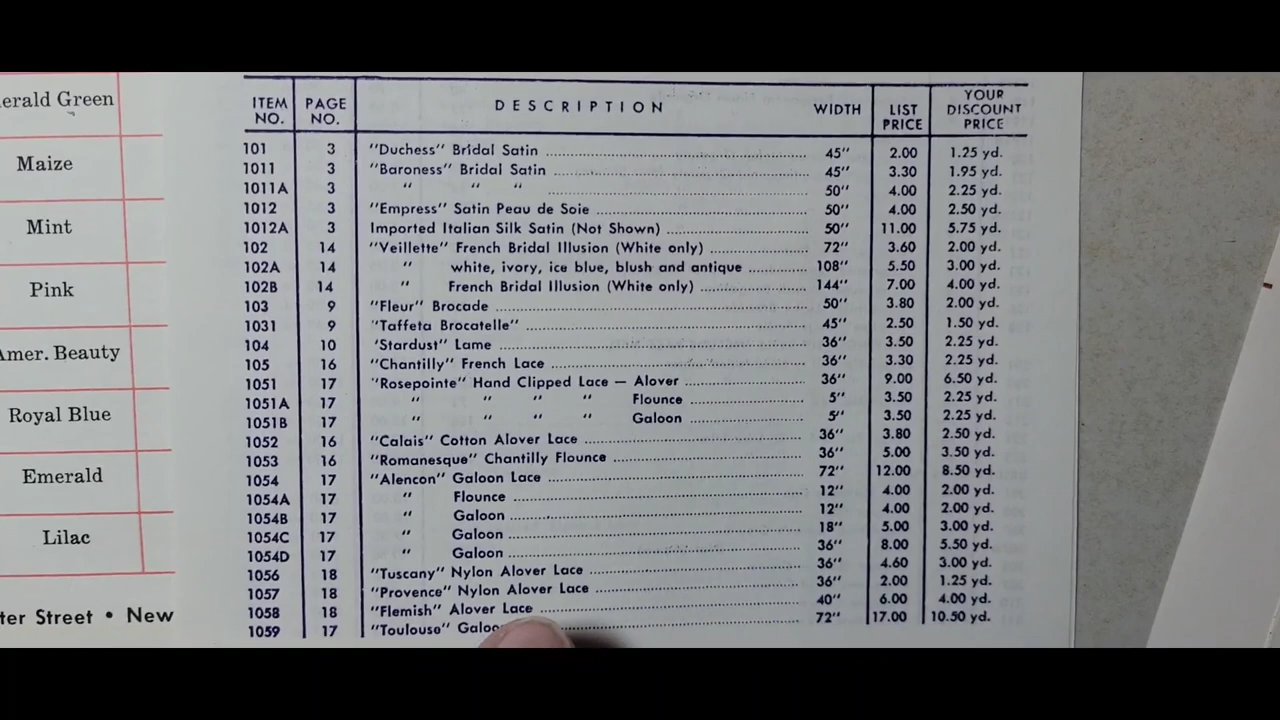 erald Green
Maize
Mint
Pink
Amer. Beauty
Royal Blue
Emerald
Lilac
ter Street • New
ITEM NO. PAGE NO. DESCRIPTION WIDTH LIST PRICE YOUR DISCOUNT PRICE
101 3 "Duchess" Bridal Satin 45" 2.00 1.25 yd.
1011 3 "Baroness" Bridal Satin 45" 3.30 1.95 yd.
1011A 3 " " " 50" 4.00 2.25 yd.
1012 3 "Empress" Satin Peau de Soie 50" 4.00 2.50 yd.
1012A 3 Imported Italian Silk Satin (Not Shown) 50" 11.00 5.75 yd.
102 14 "Veillette" French Bridal Illusion (White only) 72" 3.60 2.00 yd.
102A 14 " white, ivory, ice blue, blush and antique 108" 5.50 3.00 yd.
102B 14 " French Bridal Illusion (White only) 144" 7.00 4.00 yd.
103 9 "Fleur" Brocade 50" 3.80 2.00 yd.
1031 9 "Taffeta Brocatelle" 45" 2.50 1.50 yd.
104 10 'Stardust" Lame 36" 3.50 2.25 yd.
105 16 "Chantilly" French Lace 36" 3.30 2.25 yd.
1051 17 "Rosepointe" Hand Clipped Lace — Alover 36" 9.00 6.50 yd.
1051A 17 " " " " Flounce 5" 3.50 2.25 yd.
1051B 17 " " " " Galoon 5" 3.50 2.25 yd.
1052 16 "Calais" Cotton Alover Lace 36" 3.80 2.50 yd.
1053 16 "Romanesque" Chantilly Flounce 36" 5.00 3.50 yd.
1054 17 "Alencon" Galoon Lace 72" 12.00 8.50 yd.
1054A 17 " Flounce 12" 4.00 2.00 yd.
1054B 17 " Galoon 12" 4.00 2.00 yd.
1054C 17 " Galoon 18" 5.00 3.00 yd.
1054D 17 " Galoon 36" 8.00 5.50 yd.
1056 18 "Tuscany" Nylon Alover Lace 36" 4.60 3.00 yd.
1057 18 "Provence" Nylon Alover Lace 36" 2.00 1.25 yd.
1058 18 "Flemish" Alover Lace 40" 6.00 4.00 yd.
1059 17 "Toulouse" Galoo 72" 17.00 10.50 yd.